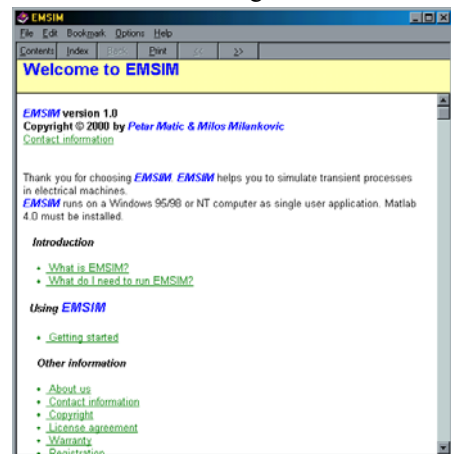 EMSIM
File Edit Bookmark Options Help
Contents Index Back Print << >>
Welcome to EMSIM
EMSIM version 1.0
Copyright © 2000 by Petar Matic & Milos Milankovic
Contact information
Thank you for choosing EMSIM. EMSIM helps you to simulate transient processes
in electrical machines.
EMSIM runs on a Windows 95/98 or NT computer as single user application. Matlab
4.0 must be installed.
Introduction
• What is EMSIM?
• What do I need to run EMSIM?
Using EMSIM
• Getting started
Other information
• About us
• Contact information
• Copyright
• License agreement
• Warranty
• Registration